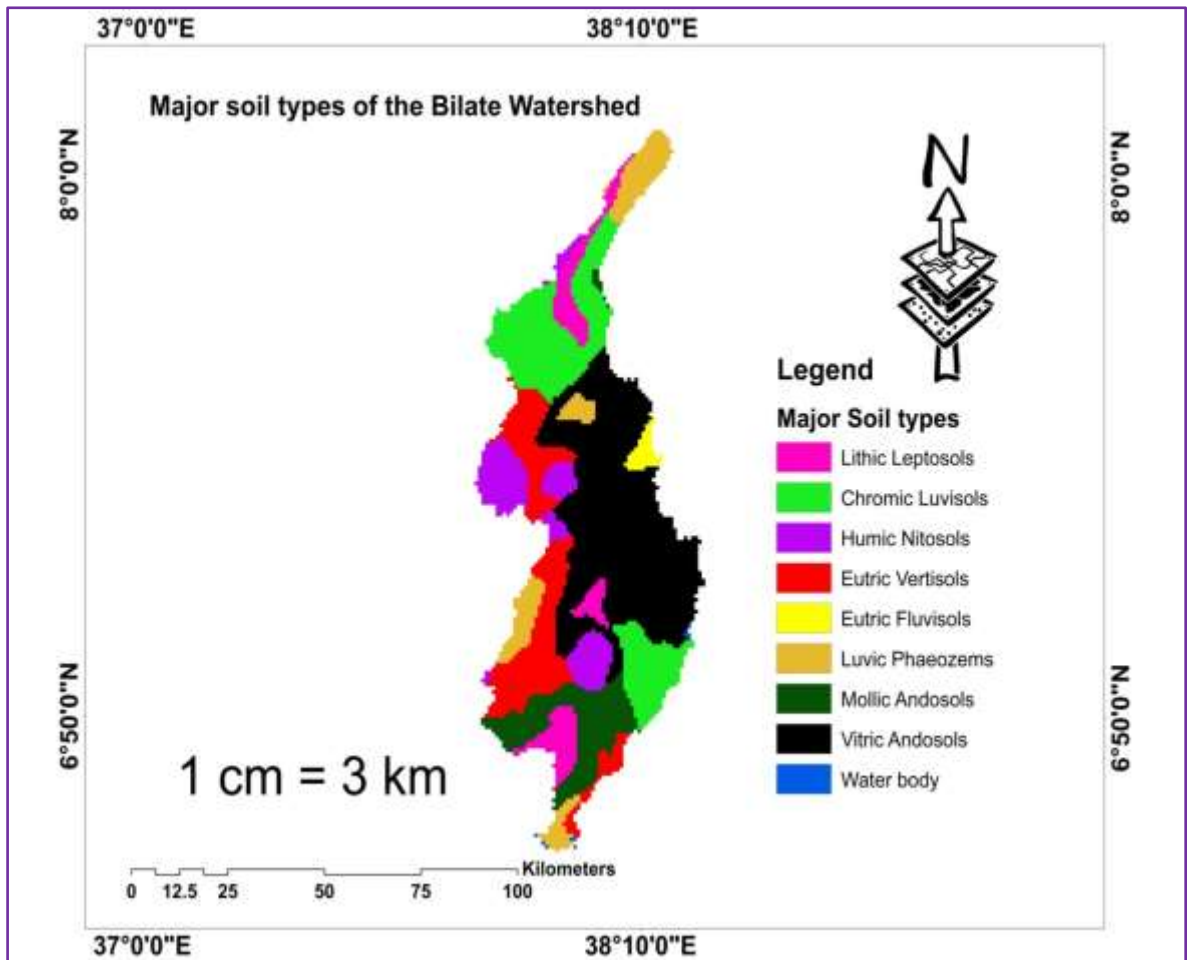 37°0'0"E 38°10'0"E
Major soil types of the Bilate Watershed
N
8°0'0"N 8°0'0"N
Legend
Major Soil types
Lithic Leptosols
Chromic Luvisols
Humic Nitosols
Eutric Vertisols
Eutric Fluvisols
Luvic Phaeozems
Mollic Andosols
Vitric Andosols
Water body
6°50'0"N 6°50'0"N
1 cm = 3 km
Kilometers
0 12.5 25 50 75 100
37°0'0"E 38°10'0"E